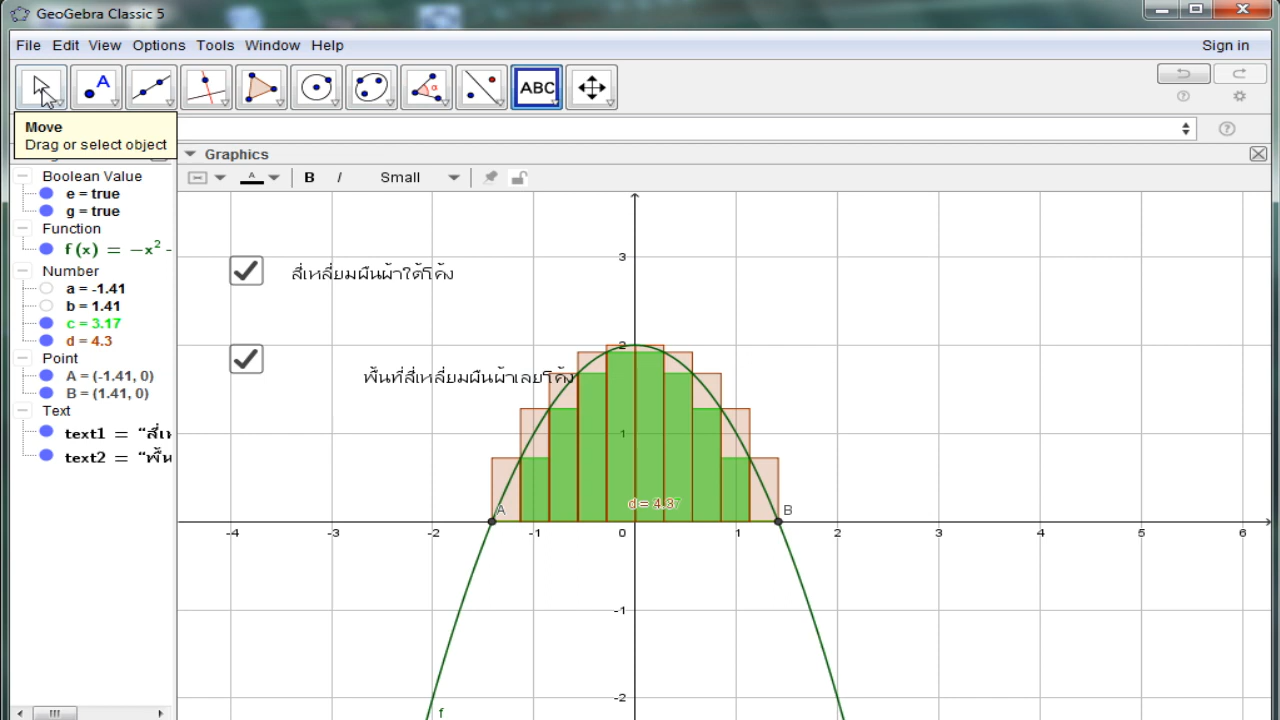 GeoGebra Classic 5
File Edit View Options Tools Window Help
Sign in
A
ABC
Move
Drag or select object
Graphics
A B I Small
Boolean Value
e = true
g = true
Function
f(x) = −x² -
Number
a = -1.41
b = 1.41
c = 3.17
d = 4.3
Point
A = (-1.41, 0)
B = (1.41, 0)
Text
text1 = "สี่เห
text2 = "พื้น
สี่เหลี่ยมผืนผ้าใต้โค้ง
พื้นที่สี่เหลี่ยมผืนผ้าเลยโค้ง
3
2
1
d = 4.3
A
B
-4 -3 -2 -1 0 1 2 3 4 5 6
-1
-2
f